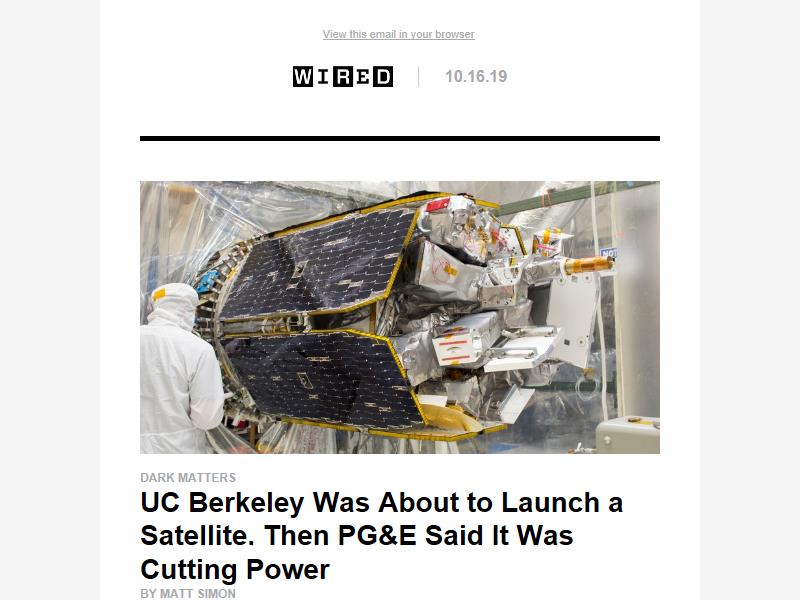 View this email in your browser
WIRED
10.16.19
DARK MATTERS
UC Berkeley Was About to Launch a
Satellite. Then PG&E Said It Was
Cutting Power
BY MATT SIMON